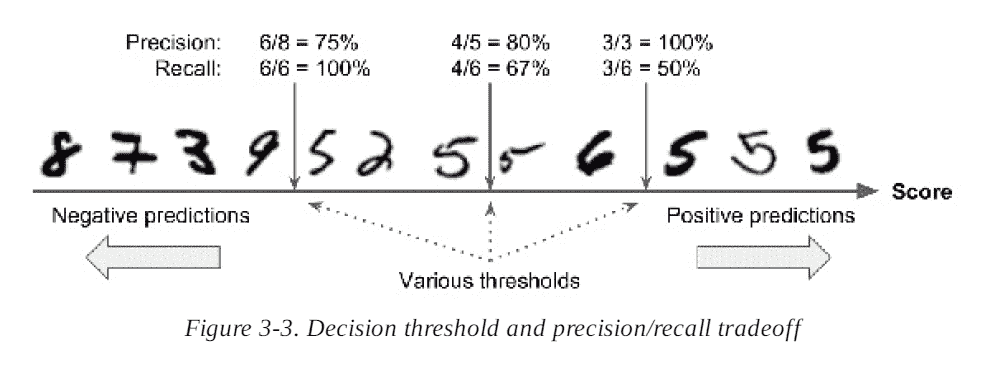 Precision: 6/8 = 75% 4/5 = 80% 3/3 = 100%
Recall: 6/6 = 100% 4/6 = 67% 3/6 = 50%
8 7 3 9 5 2 5 5 6 5 5 5
Score
Negative predictions Positive predictions
Various thresholds
Figure 3-3. Decision threshold and precision/recall tradeoff